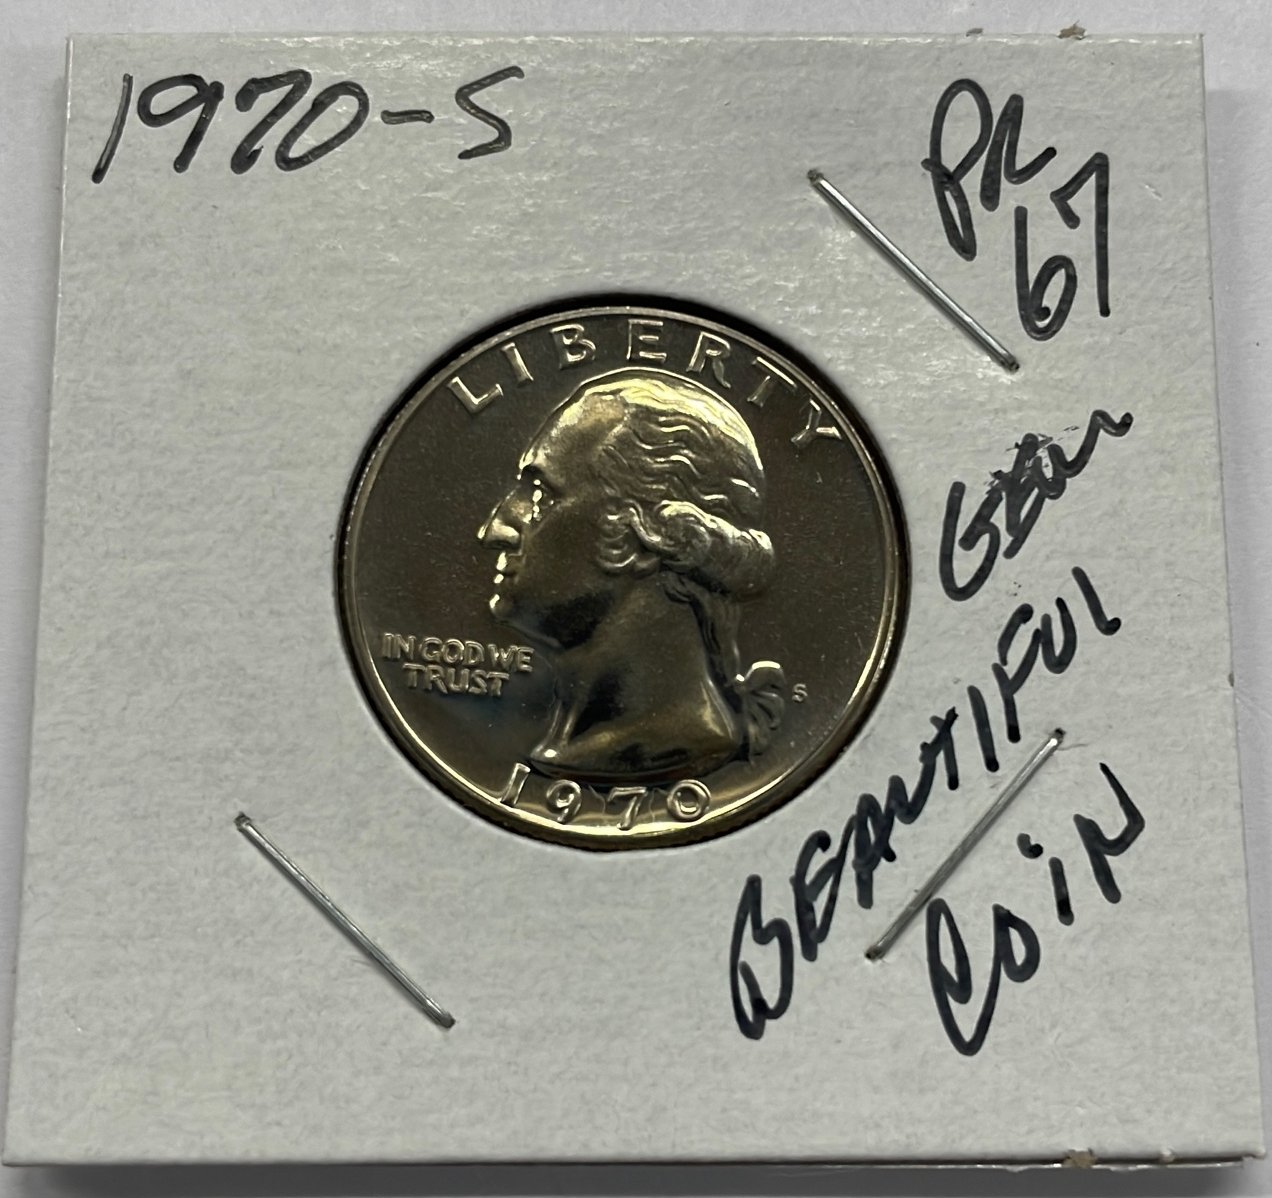 1970-S
PR
67
LIBERTY
IN GOD WE
TRUST
S
1970
GEM
BEAUTIFUL
COIN